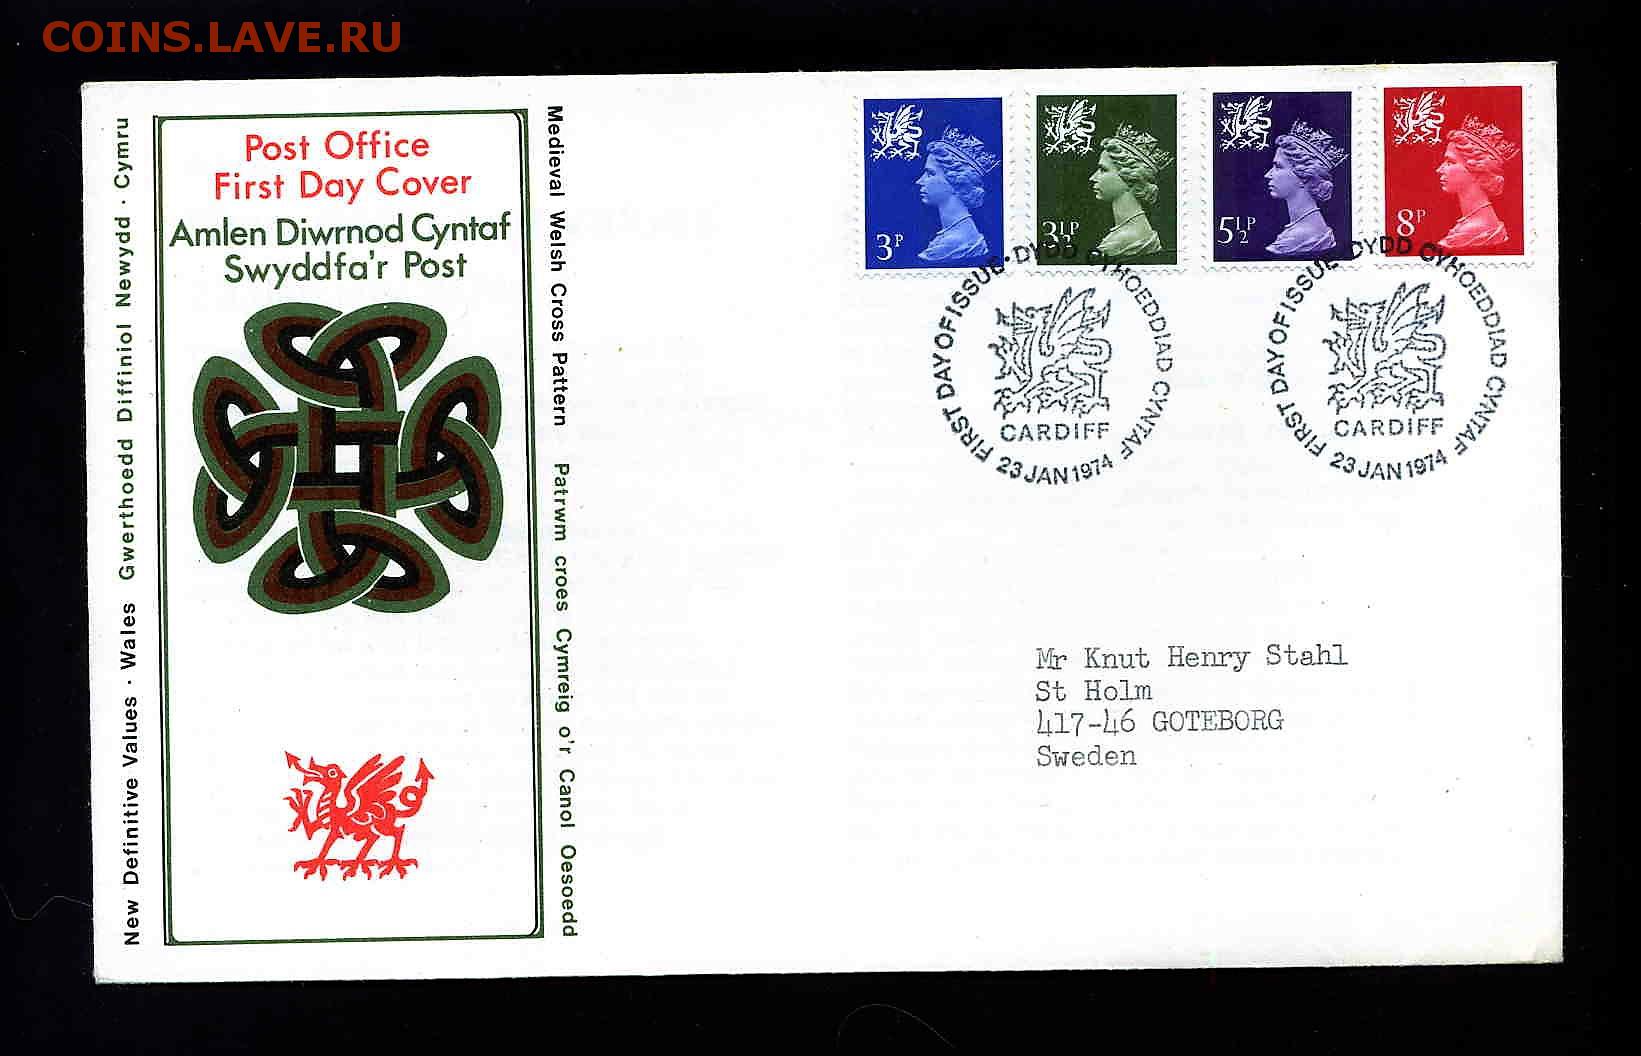 COINS.LAVE.RU
Post Office
First Day Cover
Amlen Diwrnod Cyntaf
Swyddfa'r Post
New Definitive Values · Wales Gwerthoedd Diffiniol Newydd · Cymru
Medieval Welsh Cross Pattern Patrwm croes Cymreig o'r Canol Oesoedd
3P
3½P
5½P
8P
FIRST DAY OF ISSUE · DYDD CYHOEDDIAD CYNTAF
CARDIFF
23 JAN 1974
FIRST DAY OF ISSUE DYDD CYHOEDDIAD CYNTAF
CARDIFF
23 JAN 1974
Mr Knut Henry Stahl
St Holm
417-46 GOTEBORG
Sweden